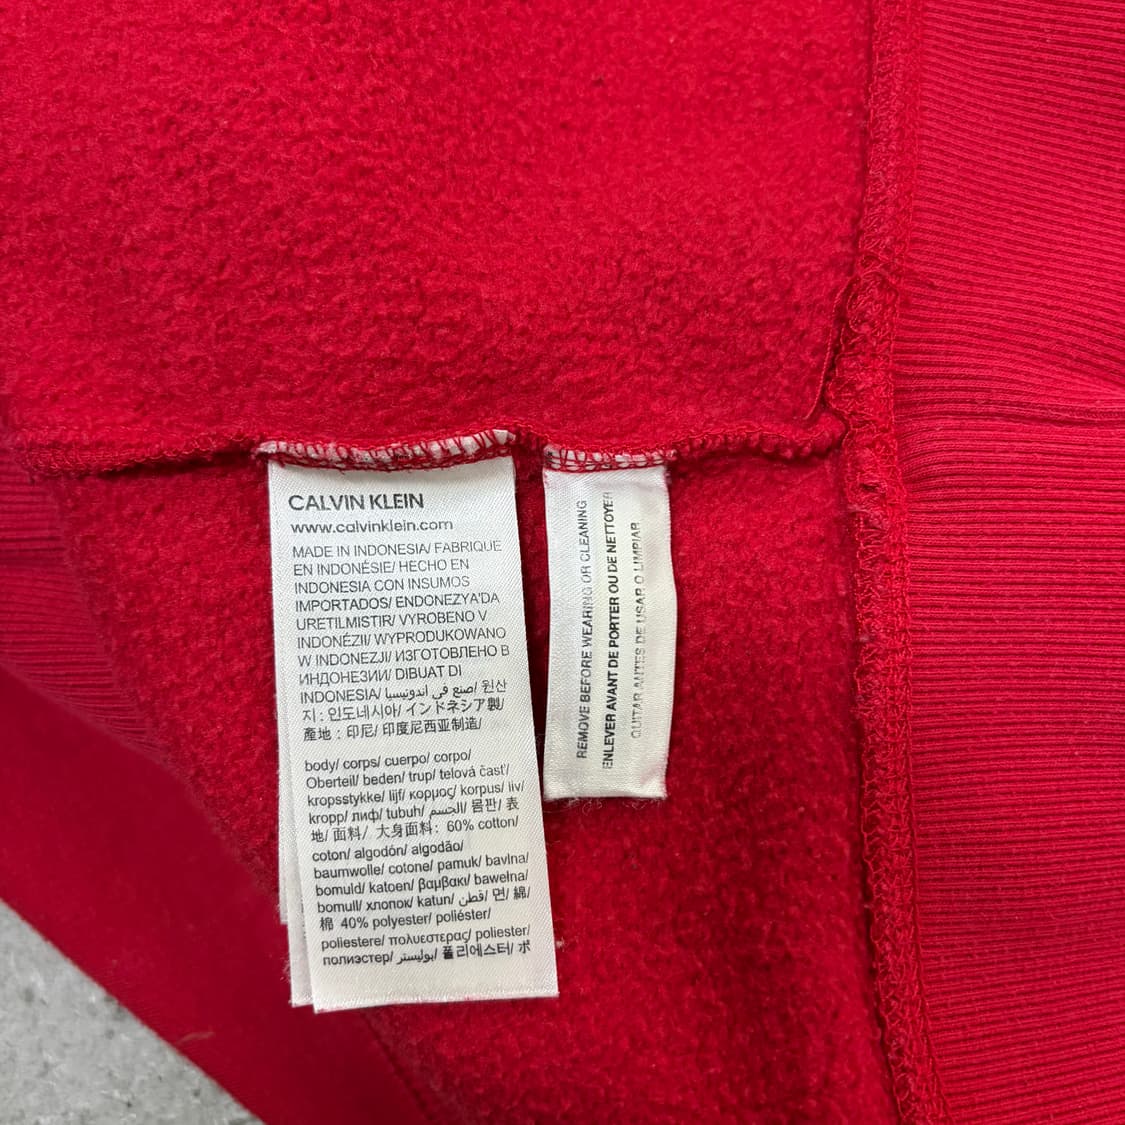 CALVIN KLEIN
www.calvinklein.com
MADE IN INDONESIA/ FABRIQUE
EN INDONÉSIE/ HECHO EN
INDONESIA CON INSUMOS
IMPORTADOS/ ENDONEZYA'DA
URETILMISTIR/ VYROBENO V
INDONÉZII/ WYPRODUKOWANO
W INDONEZJI/ ИЗГОТОВЛЕНО В
ИНДОНЕЗИИ/ DIBUAT DI
INDONESIA/ صنع في اندونيسيا/ 원산
지 : 인도네시아/ インドネシア製/
產地 : 印尼/ 印度尼西亚制造/
body/ corps/ cuerpo/ corpo/
Oberteil/ beden/ trup/ telová časť/
kropsstykke/ lijf/ κορμος/ korpus/ liv/
kropp/ лиф/ tubuh/ الجسم/ 몸판/ 表
地/ 面料/ 大身面料: 60% cotton/
coton/ algodón/ algodão/
baumwolle/ cotone/ pamuk/ bavlna/
bomuld/ katoen/ βαμβακι/ bawełna/
bomull/ хлопок/ katun/ قطن/ 면/ 綿/
棉 40% polyester/ poliéster/
poliestere/ πολυεστερας/ poliester/
полиэстер/ بوليستر/ 폴리에스터/ ポ
REMOVE BEFORE WEARING OR CLEANING
ENLEVER AVANT DE PORTER OU DE NETTOYER
QUITAR ANTES DE USAR O LIMPIAR